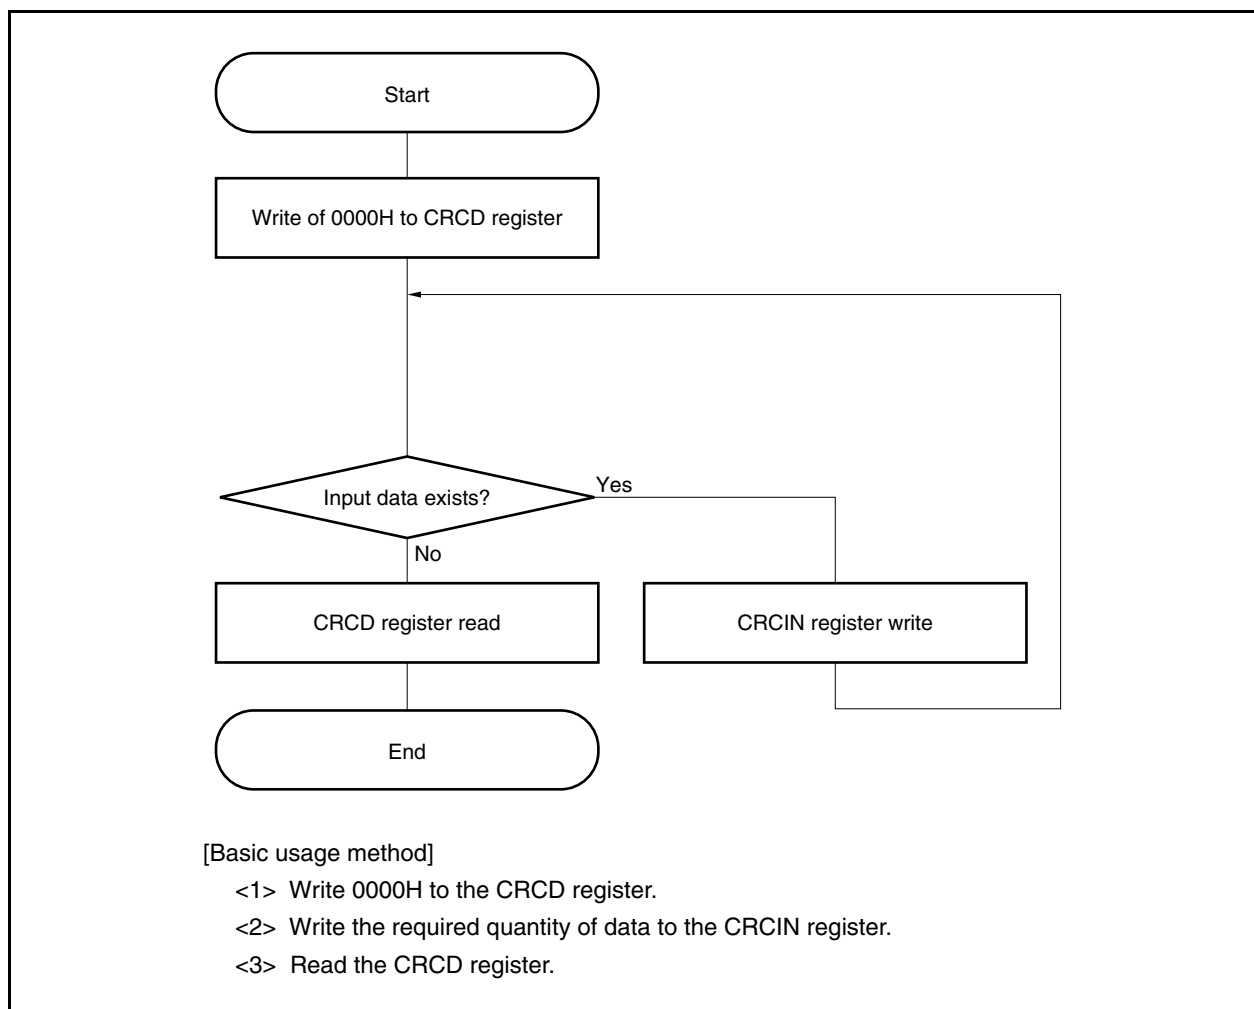 Start
Write of 0000H to CRCD register
Input data exists?
Yes
No
CRCD register read
CRCIN register write
End
[Basic usage method]
<1> Write 0000H to the CRCD register.
<2> Write the required quantity of data to the CRCIN register.
<3> Read the CRCD register.